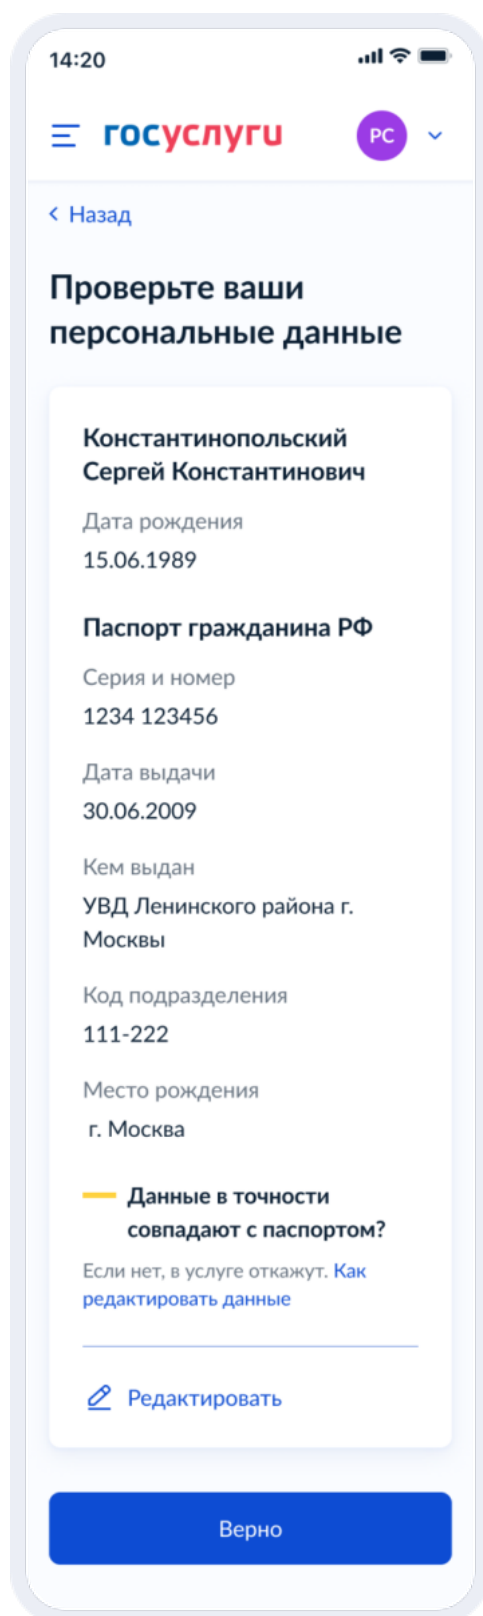 14:20
госуслуги
РС
Назад
Проверьте ваши
персональные данные
Константинопольский
Сергей Константинович
Дата рождения
15.06.1989
Паспорт гражданина РФ
Серия и номер
1234 123456
Дата выдачи
30.06.2009
Кем выдан
УВД Ленинского района г.
Москвы
Код подразделения
111-222
Место рождения
г. Москва
Данные в точности
совпадают с паспортом?
Если нет, в услуге откажут. Как
редактировать данные
Редактировать
Верно